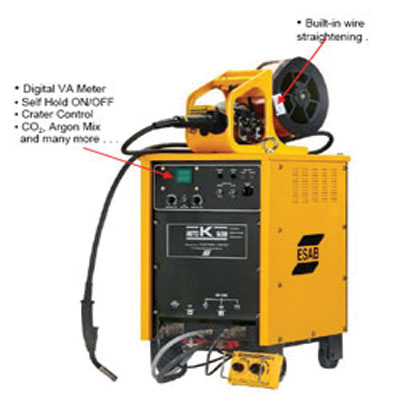 • Built-in wire
straightening .
• Digital VA Meter
• Self Hold ON/OFF
• Crater Control
• CO₂, Argon Mix
and many more . . .
AUTO K
ESAB